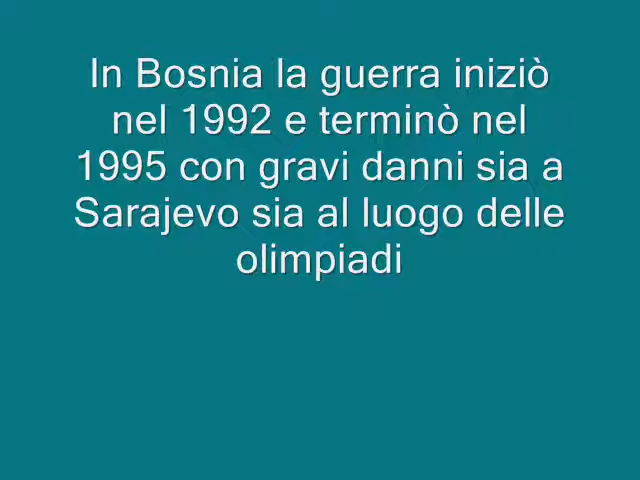 In Bosnia la guerra iniziò
nel 1992 e terminò nel
1995 con gravi danni sia a
Sarajevo sia al luogo delle
olimpiadi